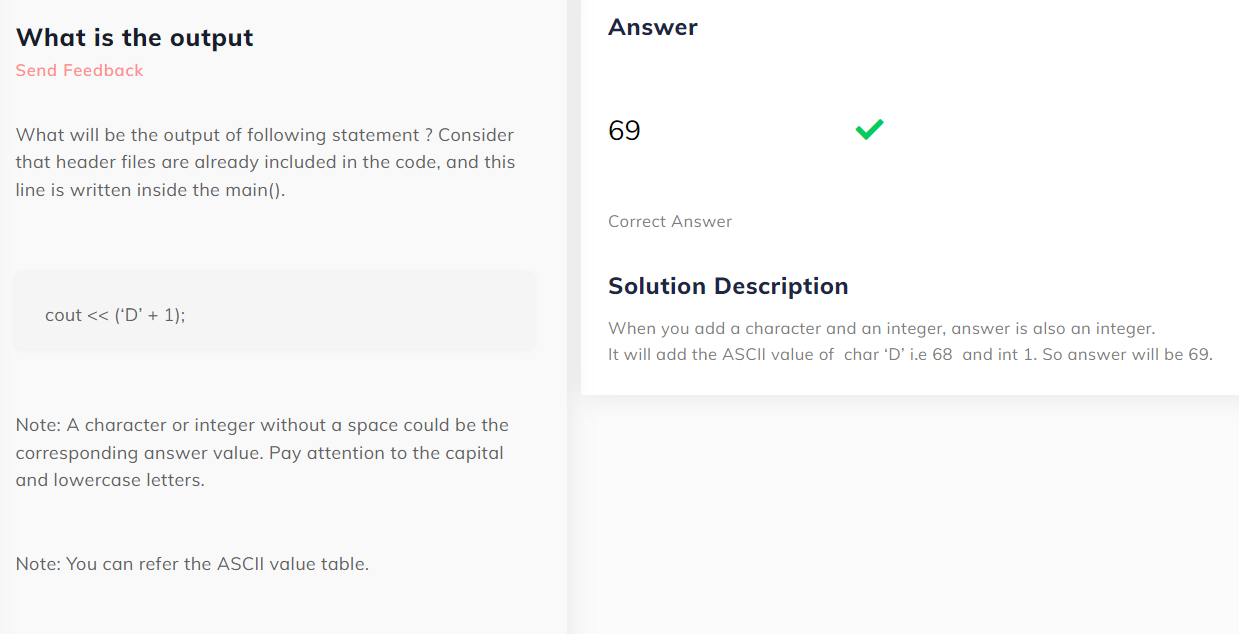 What is the output
Send Feedback
What will be the output of following statement ? Consider
that header files are already included in the code, and this
line is written inside the main().
cout << (‘D’ + 1);
Note: A character or integer without a space could be the
corresponding answer value. Pay attention to the capital
and lowercase letters.
Note: You can refer the ASCII value table.
Answer
69
Correct Answer
Solution Description
When you add a character and an integer, answer is also an integer.
It will add the ASCII value of  char ‘D’ i.e 68  and int 1. So answer will be 69.